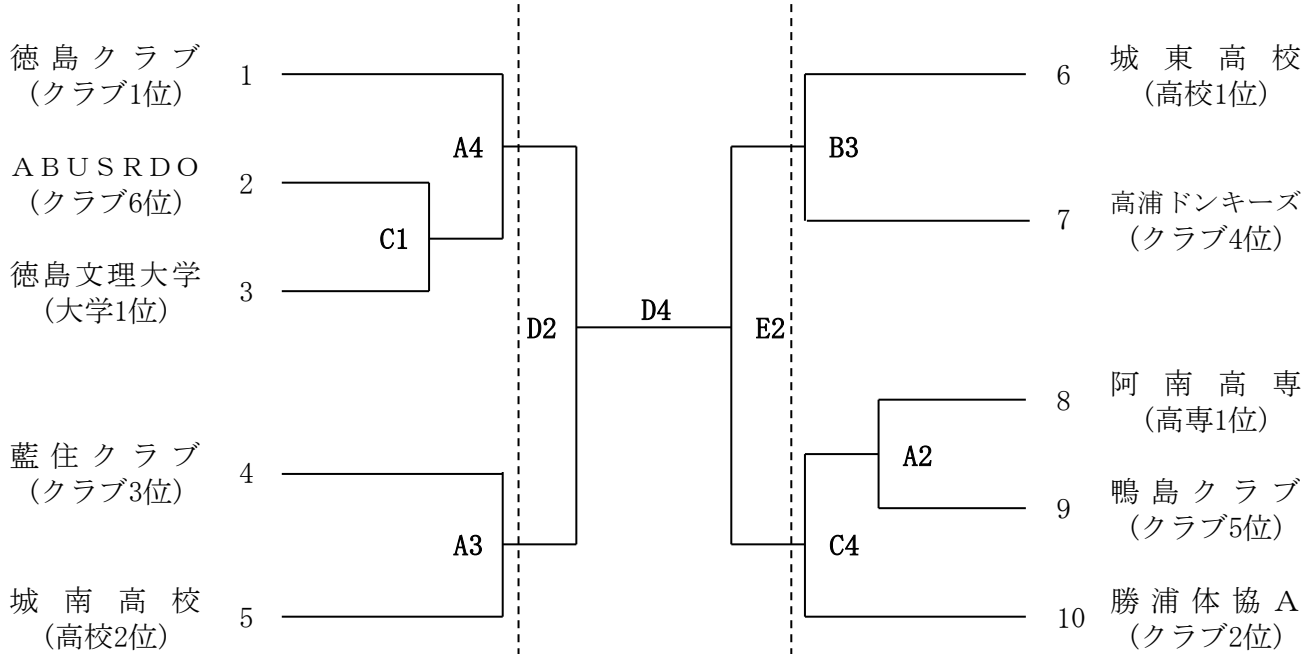 徳島クラブ
(クラブ1位)
1
ABUSRDO
(クラブ6位)
2
徳島文理大学
(大学1位)
3
藍住クラブ
(クラブ3位)
4
城南高校
(高校2位)
5
A4
C1
A3
D2
D4
E2
B3
A2
C4
6
城東高校
(高校1位)
7
高浦ドンキーズ
(クラブ4位)
8
阿南高専
(高専1位)
9
鴨島クラブ
(クラブ5位)
10
勝浦体協A
(クラブ2位)